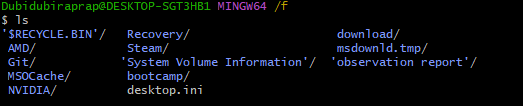 Dubidubiraprap@DESKTOP-SGT3HB1 MINGW64 /f
$ ls
'$RECYCLE.BIN'/   Recovery/                     download/
 AMD/             Steam/                        msdownld.tmp/
 Git/            'System Volume Information'/  'observation report'/
 MSOCache/        bootcamp/
 NVIDIA/          desktop.ini